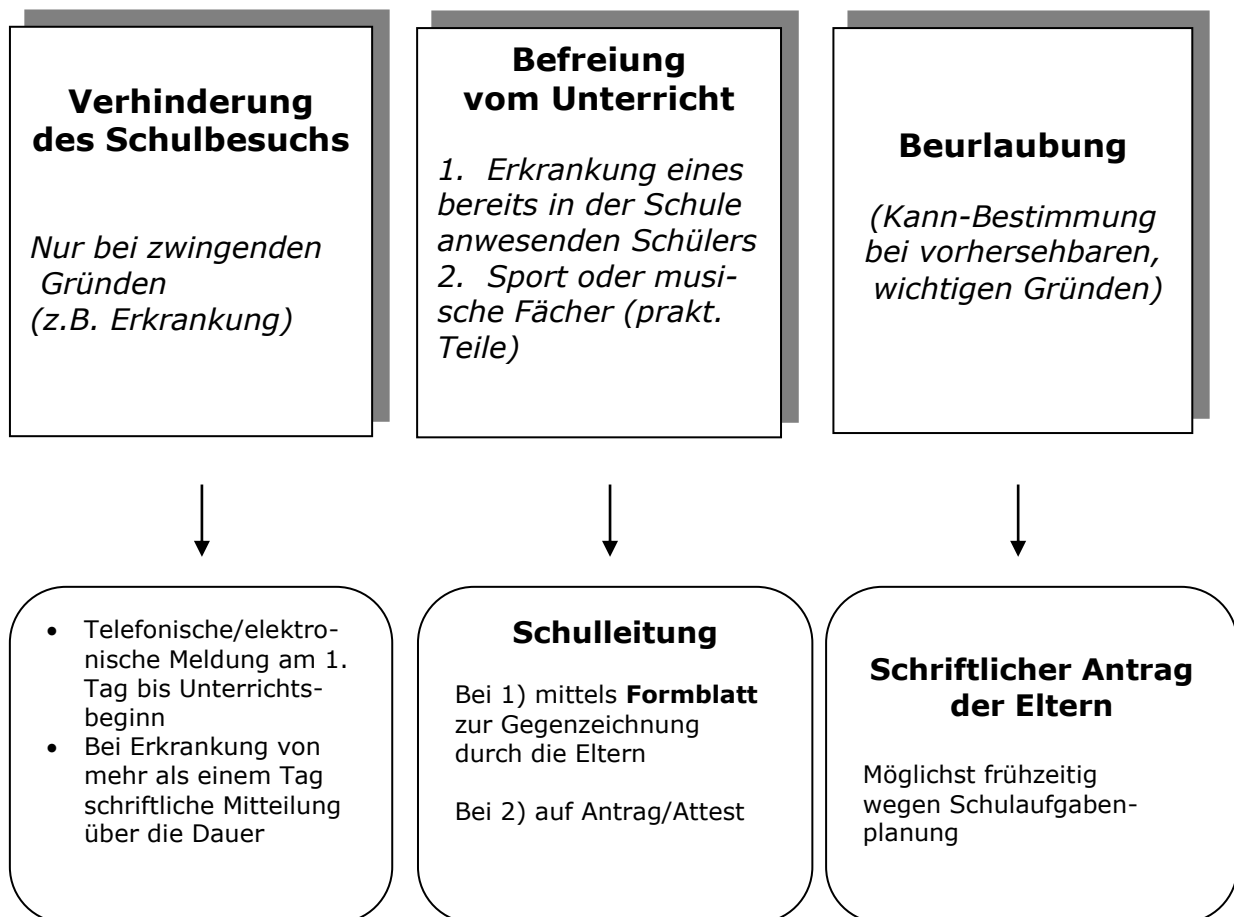 Verhinderung
des Schulbesuchs
Nur bei zwingenden
Gründen
(z.B. Erkrankung)
Befreiung
vom Unterricht
1. Erkrankung eines
bereits in der Schule
anwesenden Schülers
2. Sport oder musi-
sche Fächer (prakt.
Teile)
Beurlaubung
(Kann-Bestimmung
bei vorhersehbaren,
wichtigen Gründen)
• Telefonische/elektro-
nische Meldung am 1.
Tag bis Unterrichts-
beginn
• Bei Erkrankung von
mehr als einem Tag
schriftliche Mitteilung
über die Dauer
Schulleitung
Bei 1) mittels Formblatt
zur Gegenzeichnung
durch die Eltern
Bei 2) auf Antrag/Attest
Schriftlicher Antrag
der Eltern
Möglichst frühzeitig
wegen Schulaufgaben-
planung